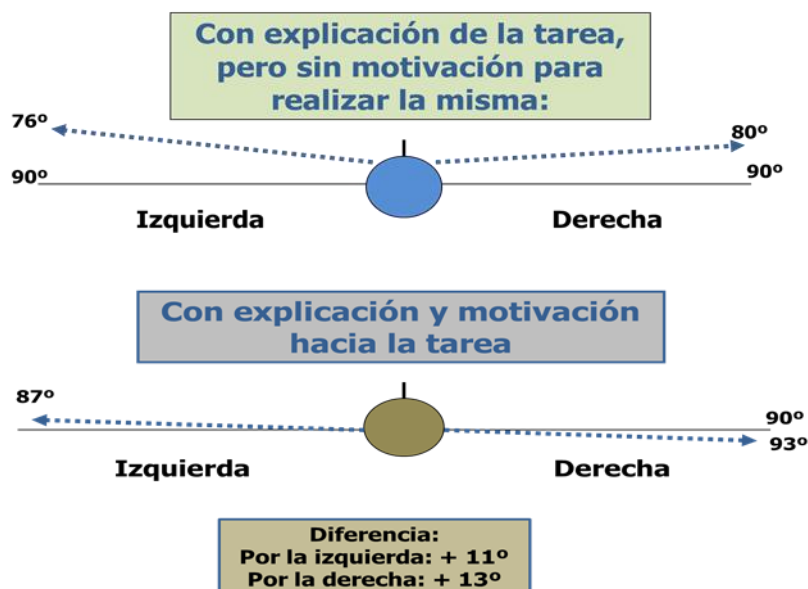 Con explicación de la tarea,
pero sin motivación para
realizar la misma:
76º
80º
90º
90º
Izquierda
Derecha
Con explicación y motivación
hacia la tarea
87º
90º
93º
Izquierda
Derecha
Diferencia:
Por la izquierda: + 11º
Por la derecha: + 13º